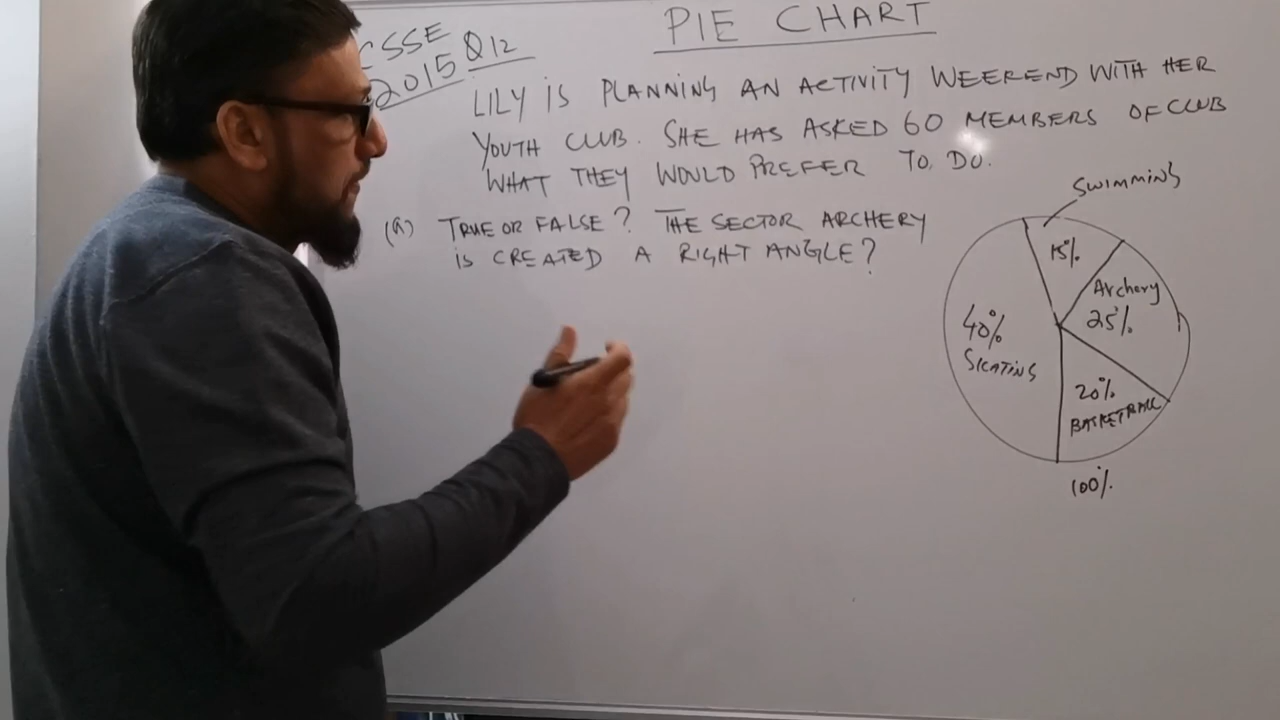 PIE CHART
CSSE
2015 Q12
LILY IS PLANNING AN ACTIVITY WEEKEND WITH HER
YOUTH CLUB. SHE HAS ASKED 60 MEMBERS OF CLUB
WHAT THEY WOULD PREFER TO DO.
(a) TRUE OR FALSE? THE SECTOR ARCHERY
IS CREATED A RIGHT ANGLE?
SWIMMING
15%
Archery
25%
40%
SKATING
20%
BASKETBALL
100%